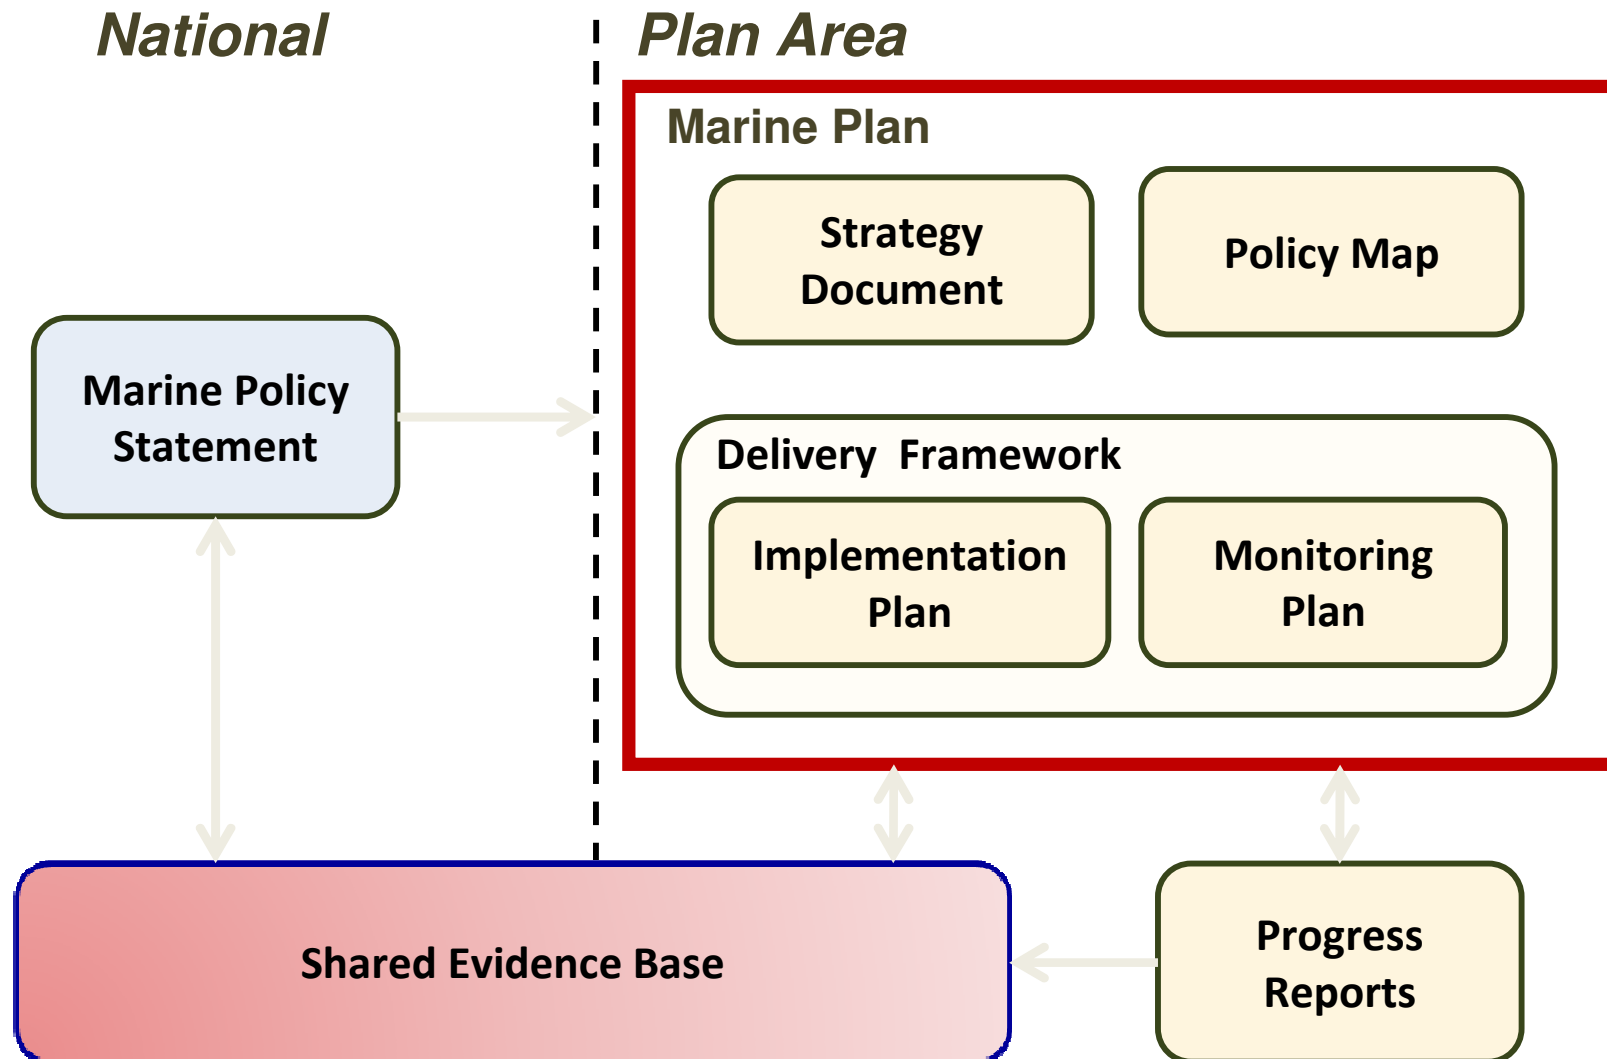 National
Plan Area
Marine Plan
Strategy
Document
Policy Map
Marine Policy
Statement
Delivery Framework
Implementation
Plan
Monitoring
Plan
Shared Evidence Base
Progress
Reports